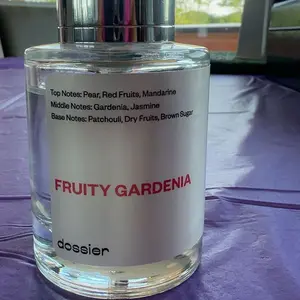 Top Notes: Pear, Red Fruits, Mandarine
Middle Notes: Gardenia, Jasmine
Base Notes: Patchouli, Dry Fruits, Brown Sugar
FRUITY GARDENIA
dossier